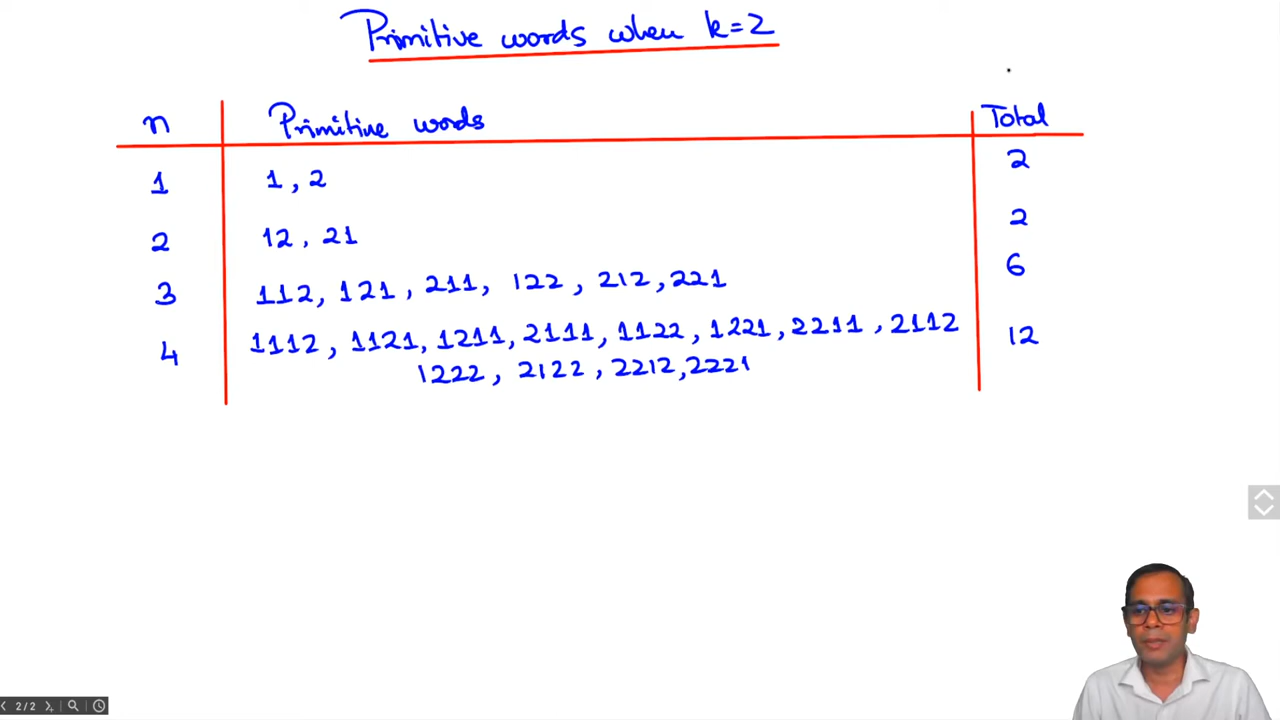 Primitive words when k=2
n Primitive words Total
1 1, 2 2
2 12, 21 2
3 112, 121, 211, 122, 212, 221 6
4 1112, 1121, 1211, 2111, 1122, 1221, 2211, 2112 12
1222, 2122, 2212, 2221
2/2